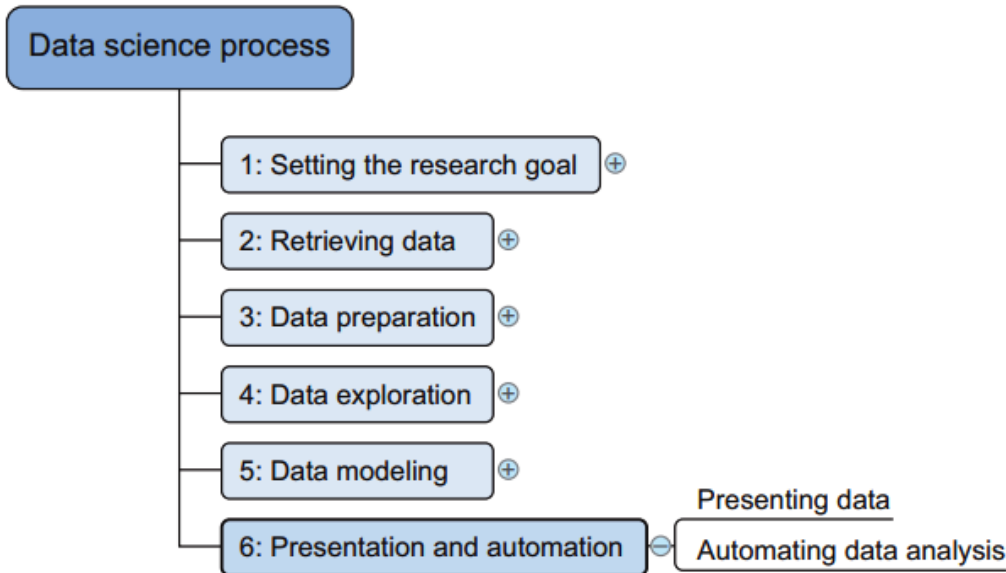 Data science process
1: Setting the research goal
2: Retrieving data
3: Data preparation
4: Data exploration
5: Data modeling
6: Presentation and automation
Presenting data
Automating data analysis